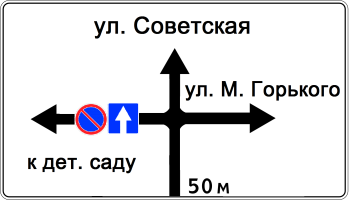 ул. Советская
ул. М. Горького
к дет. саду
50 м